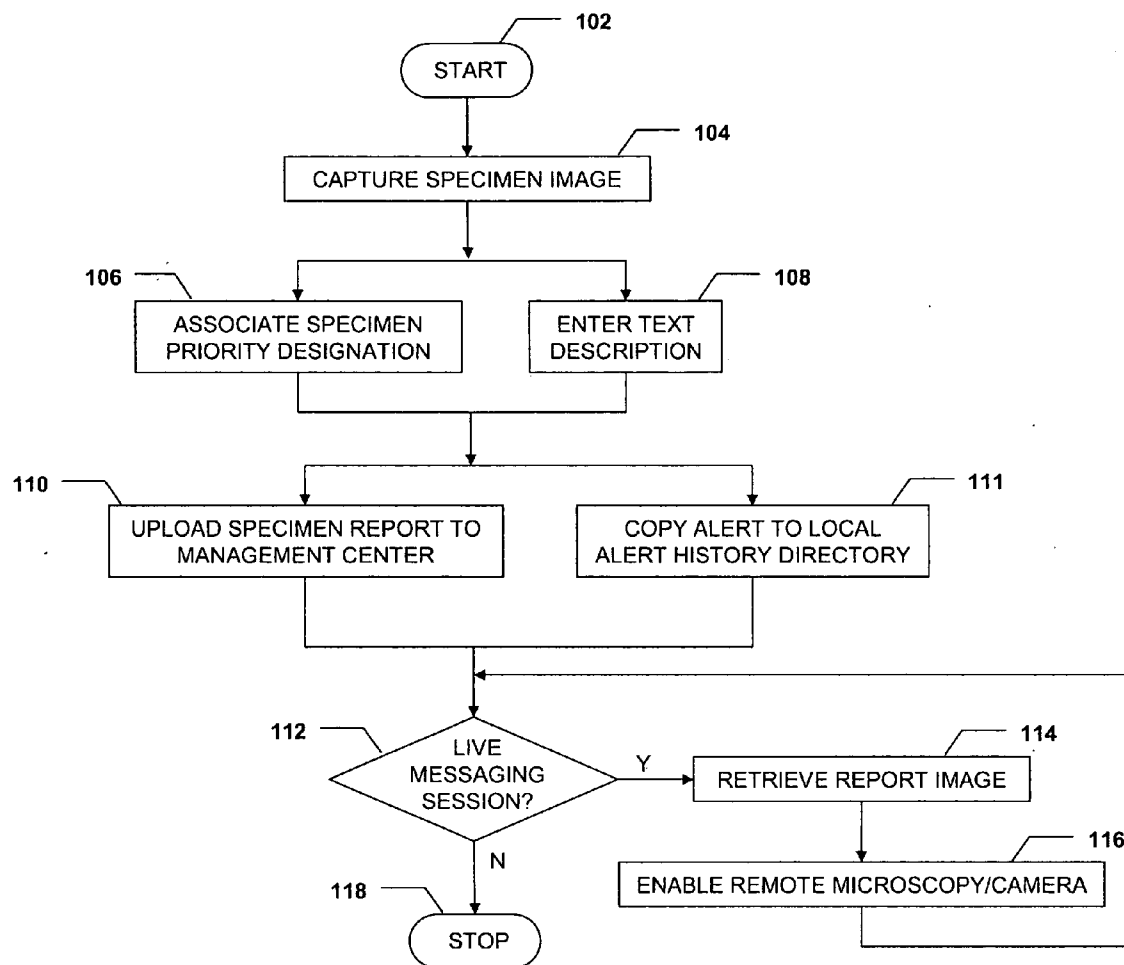 102
START
104
CAPTURE SPECIMEN IMAGE
106
108
ASSOCIATE SPECIMEN
PRIORITY DESIGNATION
ENTER TEXT
DESCRIPTION
110
111
UPLOAD SPECIMEN REPORT TO
MANAGEMENT CENTER
COPY ALERT TO LOCAL
ALERT HISTORY DIRECTORY
112
LIVE
MESSAGING
SESSION?
Y
114
RETRIEVE REPORT IMAGE
116
ENABLE REMOTE MICROSCOPY/CAMERA
N
118
STOP